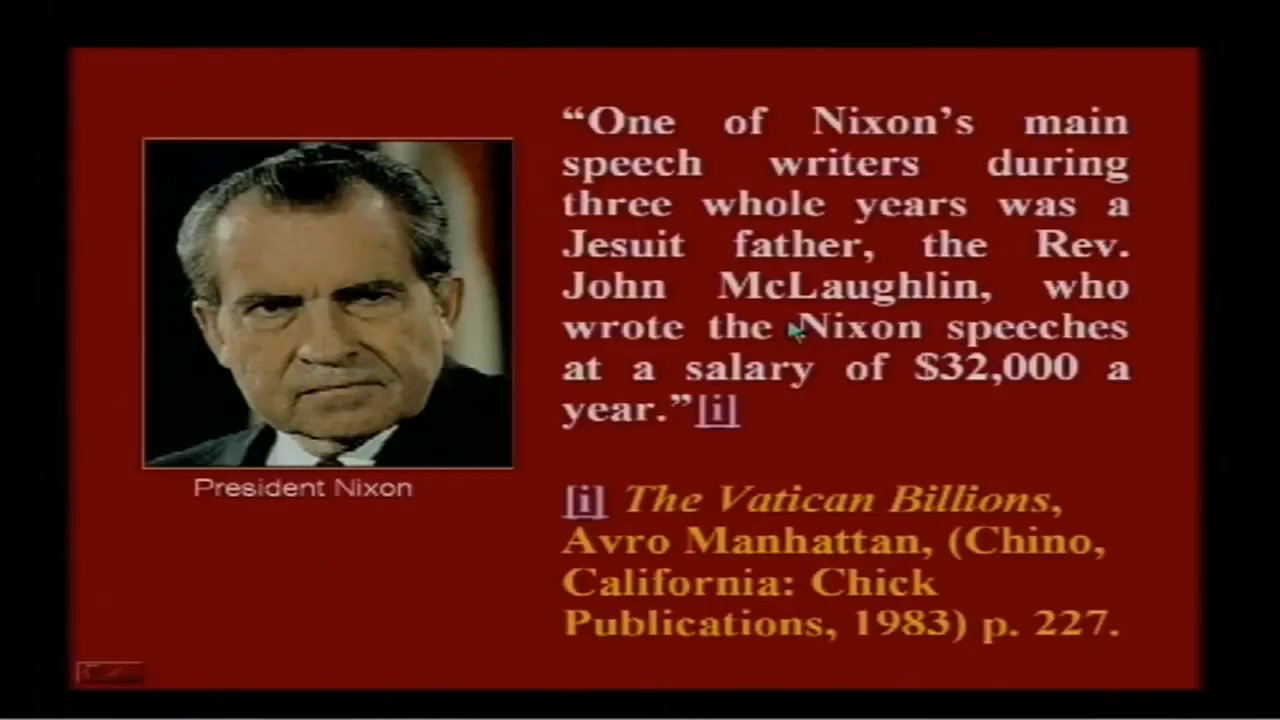 “One of Nixon’s main
speech writers during
three whole years was a
Jesuit father, the Rev.
John McLaughlin, who
wrote the Nixon speeches
at a salary of $32,000 a
year.”[i]
[i] The Vatican Billions,
Avro Manhattan, (Chino,
California: Chick
Publications, 1983) p. 227.
President Nixon